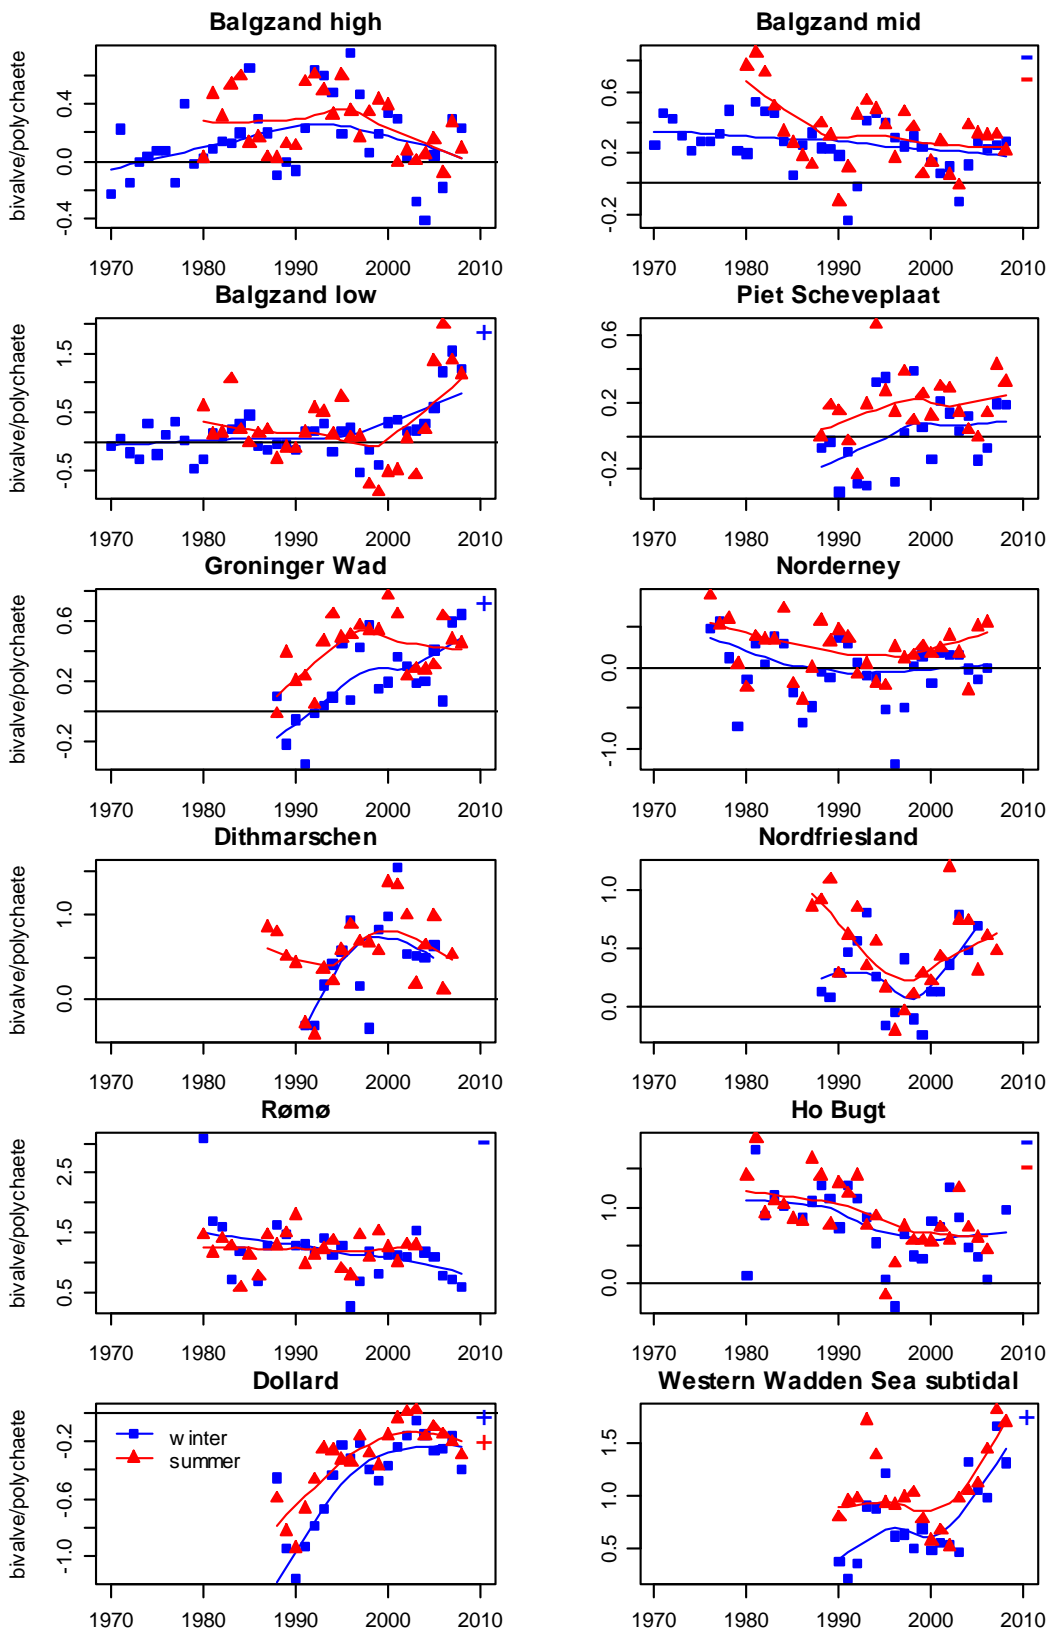 Balgzand high
Balgzand mid
bivalve/polychaete
-0.4 0.0 0.4
-0.2 0.2 0.6
1970 1980 1990 2000 2010
1970 1980 1990 2000 2010
Balgzand low
Piet Scheveplaat
bivalve/polychaete
-0.5 0.5 1.5
-0.2 0.2 0.6
1970 1980 1990 2000 2010
1970 1980 1990 2000 2010
Groninger Wad
Norderney
bivalve/polychaete
-0.2 0.2 0.6
-1.0 0.0
1970 1980 1990 2000 2010
1970 1980 1990 2000 2010
Dithmarschen
Nordfriesland
bivalve/polychaete
0.0 1.0
0.0 0.5 1.0
1970 1980 1990 2000 2010
1970 1980 1990 2000 2010
Rømø
Ho Bugt
bivalve/polychaete
0.5 1.5 2.5
0.0 1.0
1970 1980 1990 2000 2010
1970 1980 1990 2000 2010
Dollard
Western Wadden Sea subtidal
bivalve/polychaete
-1.0 -0.6 -0.2
0.5 1.0 1.5
winter
summer
1970 1980 1990 2000 2010
1970 1980 1990 2000 2010